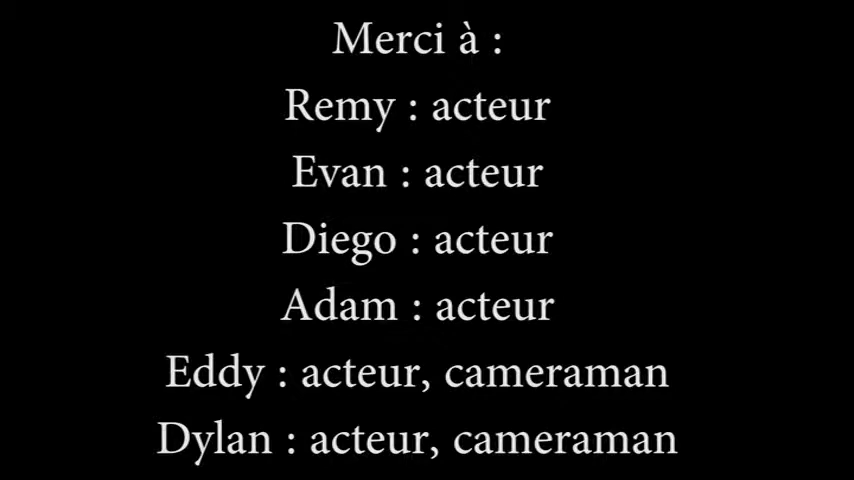 Merci à :
Remy : acteur
Evan : acteur
Diego : acteur
Adam : acteur
Eddy : acteur, cameraman
Dylan : acteur, cameraman